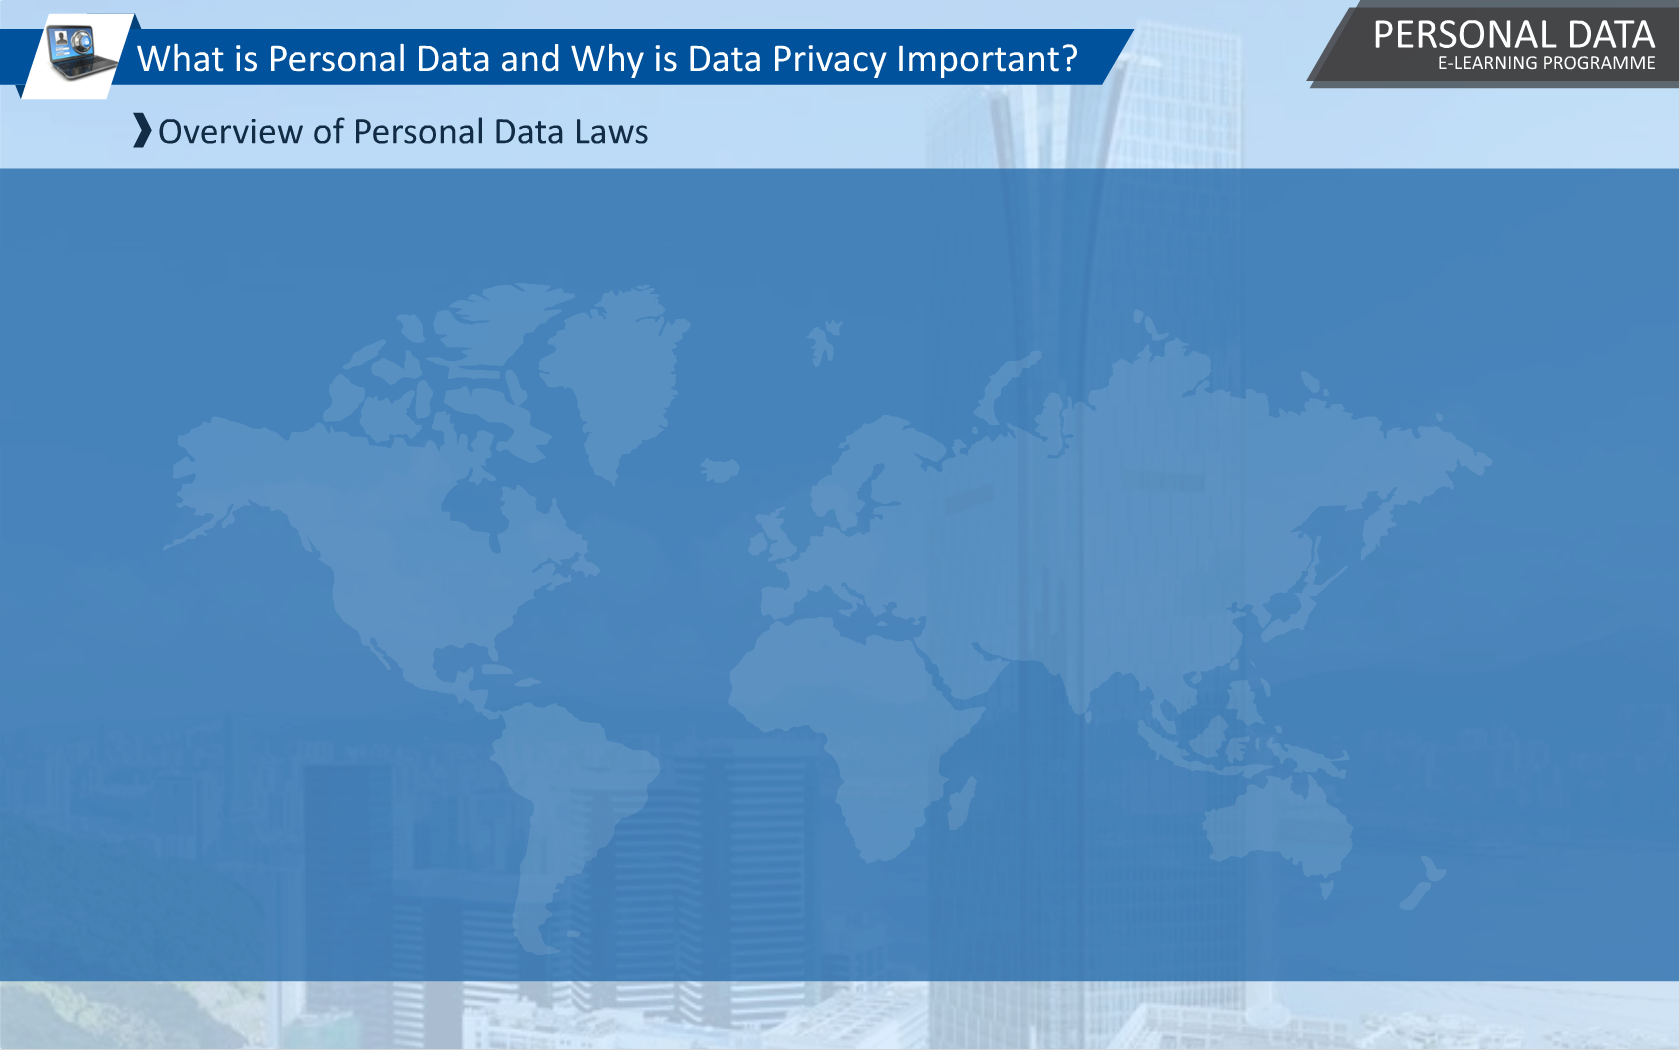 What is Personal Data and Why is Data Privacy Important?
PERSONAL DATA
E-LEARNING PROGRAMME
Overview of Personal Data Laws